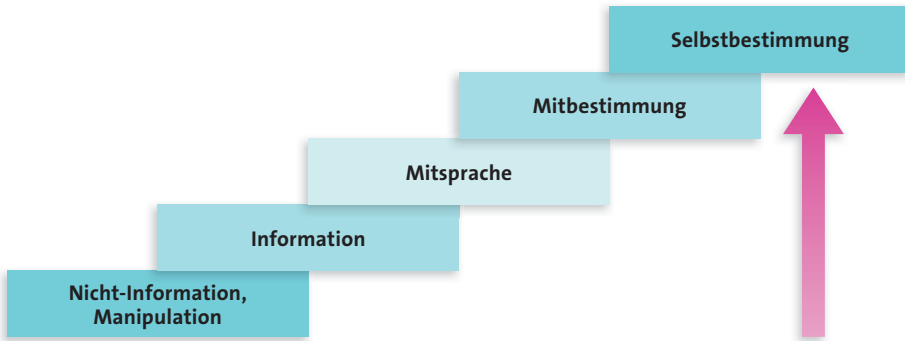 Selbstbestimmung
Mitbestimmung
Mitsprache
Information
Nicht-Information,
Manipulation